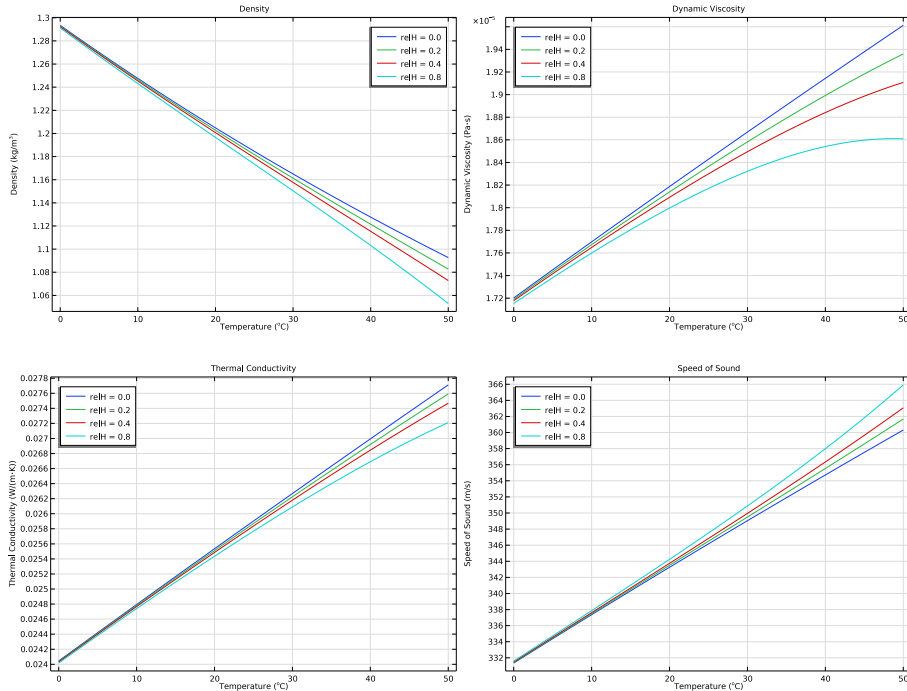 Density
1.3
1.28
1.26
1.24
1.22
1.2
1.18
1.16
1.14
1.12
1.1
1.08
1.06
Density (kg/m³)
relH = 0.0
relH = 0.2
relH = 0.4
relH = 0.8
0 10 20 30 40 50
Temperature (°C)
Dynamic Viscosity
×10⁻⁵
1.94
1.92
1.9
1.88
1.86
1.84
1.82
1.8
1.78
1.76
1.74
1.72
Dynamic Viscosity (Pa·s)
relH = 0.0
relH = 0.2
relH = 0.4
relH = 0.8
0 10 20 30 40 50
Temperature (°C)
Thermal Conductivity
0.0278
0.0276
0.0274
0.0272
0.027
0.0268
0.0266
0.0264
0.0262
0.026
0.0258
0.0256
0.0254
0.0252
0.025
0.0248
0.0246
0.0244
0.0242
0.024
Thermal Conductivity (W/(m·K))
relH = 0.0
relH = 0.2
relH = 0.4
relH = 0.8
0 10 20 30 40 50
Temperature (°C)
Speed of Sound
366
364
362
360
358
356
354
352
350
348
346
344
342
340
338
336
334
332
Speed of Sound (m/s)
relH = 0.0
relH = 0.2
relH = 0.4
relH = 0.8
0 10 20 30 40 50
Temperature (°C)